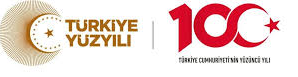 TÜRKİYE
YÜZYILI
100
TÜRKİYE CUMHURİYETİ'NİN YÜZÜNCÜ YILI